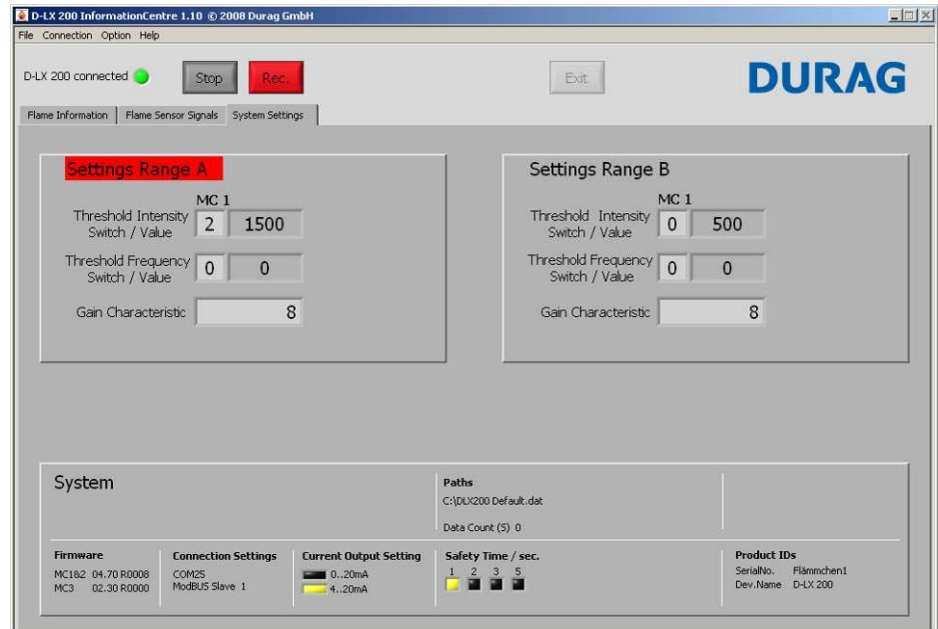 D-LX 200 InformationCentre 1.10 © 2008 Durag GmbH
File Connection Option Help
D-LX 200 connected Stop Rec. Exit DURAG
Flame Information Flame Sensor Signals System Settings
Settings Range A
MC 1
Threshold Intensity
Switch / Value 2 1500
Threshold Frequency
Switch / Value 0 0
Gain Characteristic 8
Settings Range B
MC 1
Threshold Intensity
Switch / Value 0 500
Threshold Frequency
Switch / Value 0 0
Gain Characteristic 8
System
Paths
C:\DLX200 Default.dat
Data Count (S) 0
Firmware
MC1&2 04.70 R0008
MC3 02.30 R0000
Connection Settings
COM25
ModBUS Slave 1
Current Output Setting
0..20mA
4..20mA
Safety Time / sec.
1 2 3 5
Product IDs
SerialNo. Flämmchen1
Dev.Name D-LX 200